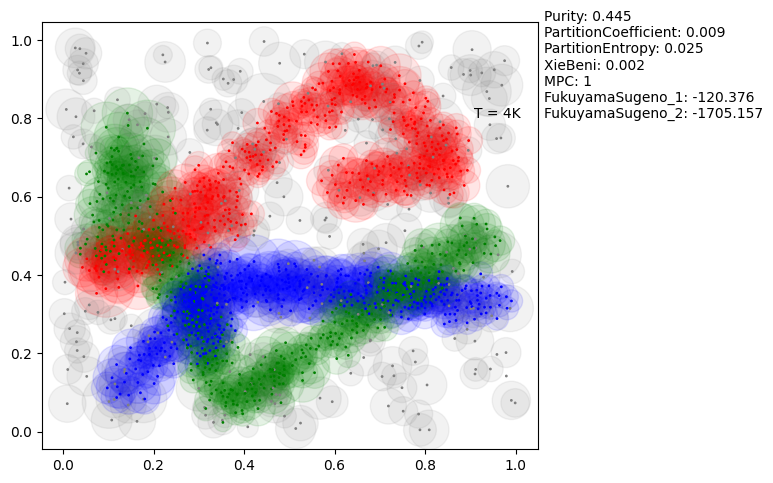 Purity: 0.445
PartitionCoefficient: 0.009
PartitionEntropy: 0.025
XieBeni: 0.002
MPC: 1
FukuyamaSugeno_1: -120.376
FukuyamaSugeno_2: -1705.157
T = 4K
1.0
0.8
0.6
0.4
0.2
0.0
0.0 0.2 0.4 0.6 0.8 1.0